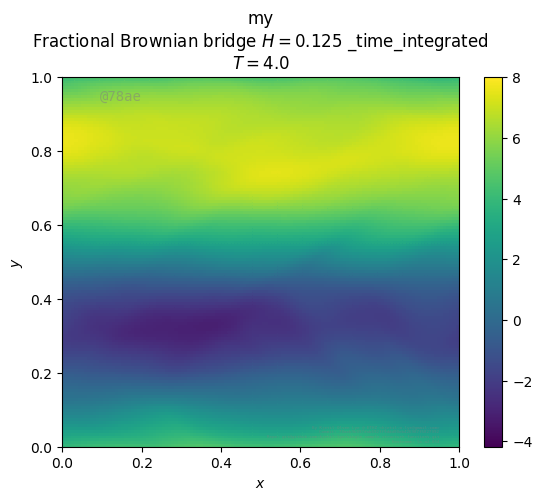 my
Fractional Brownian bridge H = 0.125 _time_integrated
T = 4.0
@78ae
1.0
0.8
0.6
0.4
0.2
0.0
y
0.0 0.2 0.4 0.6 0.8 1.0
x
8
6
4
2
0
−2
−4